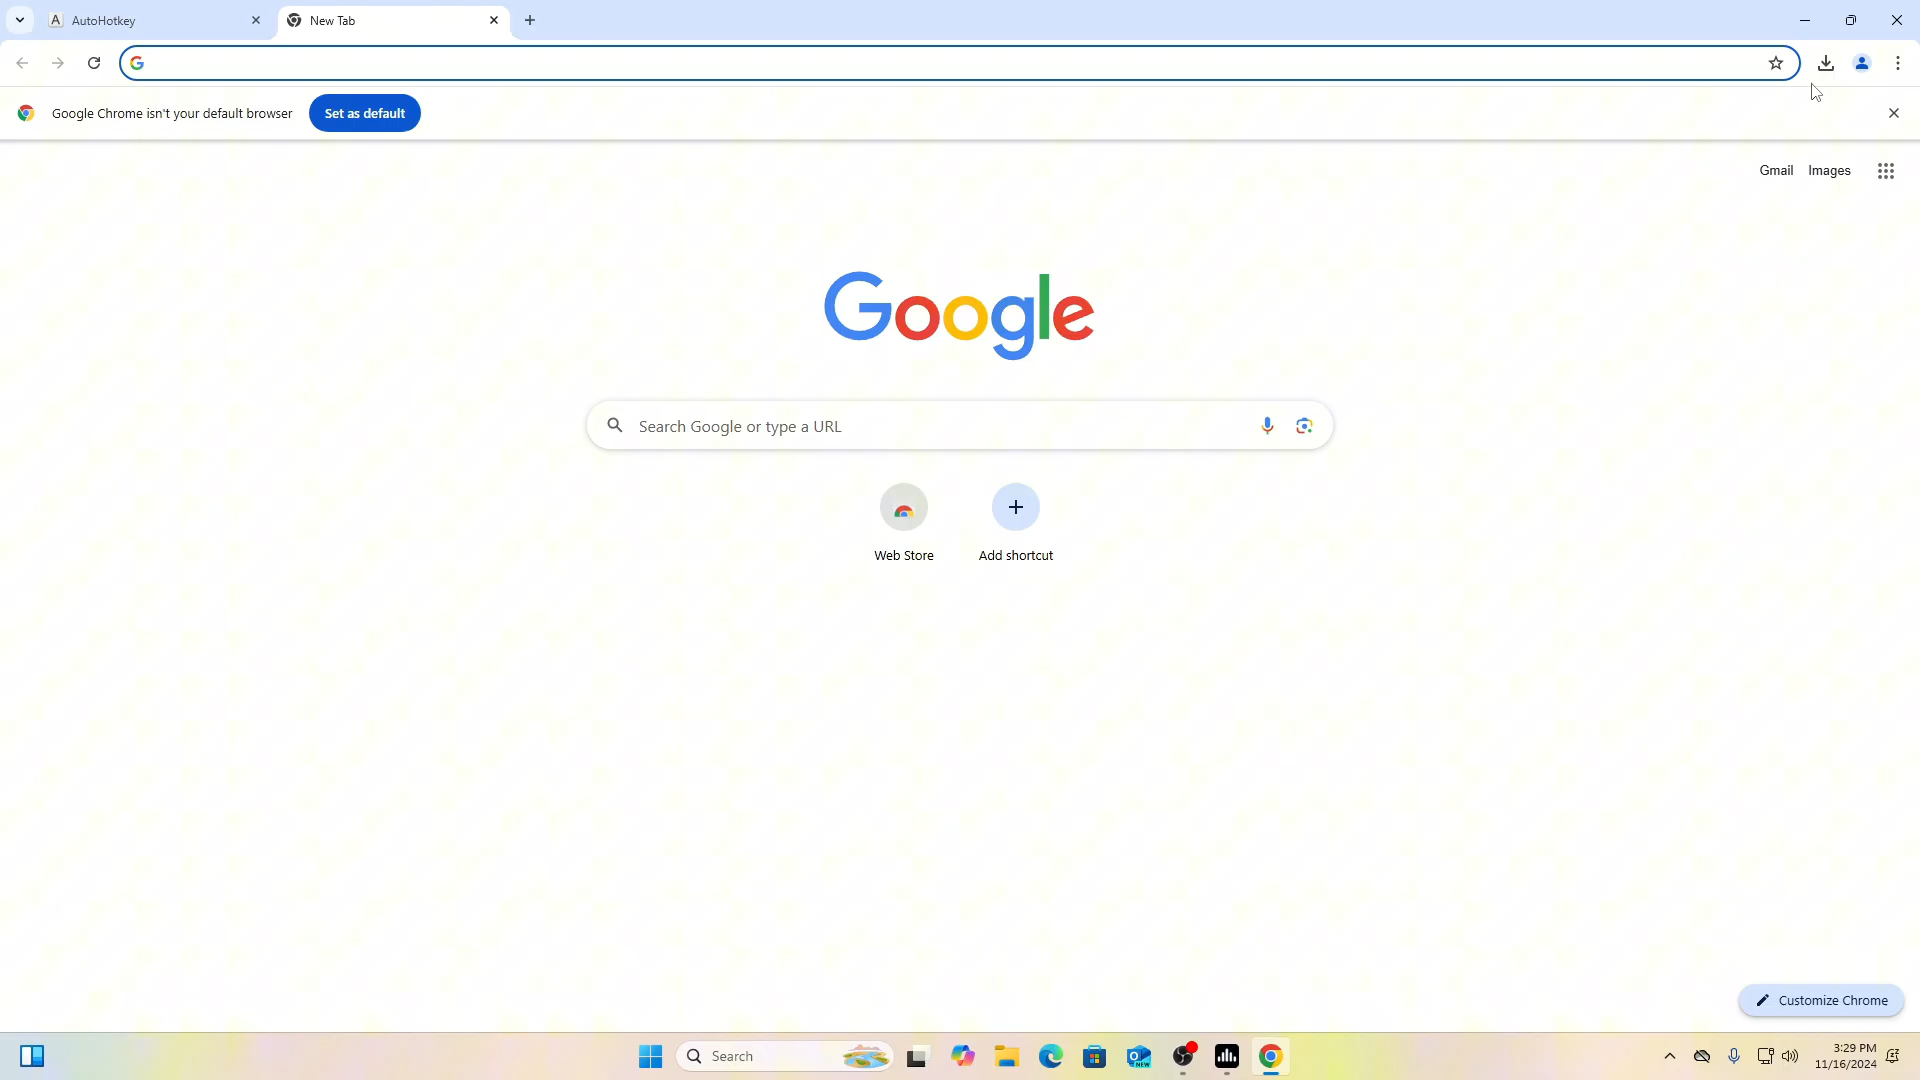 AutoHotkey
New Tab
Google Chrome isn't your default browser
Set as default
Gmail
Images
Google
Search Google or type a URL
Web Store
Add shortcut
Customize Chrome
Search
3:29 PM
11/16/2024